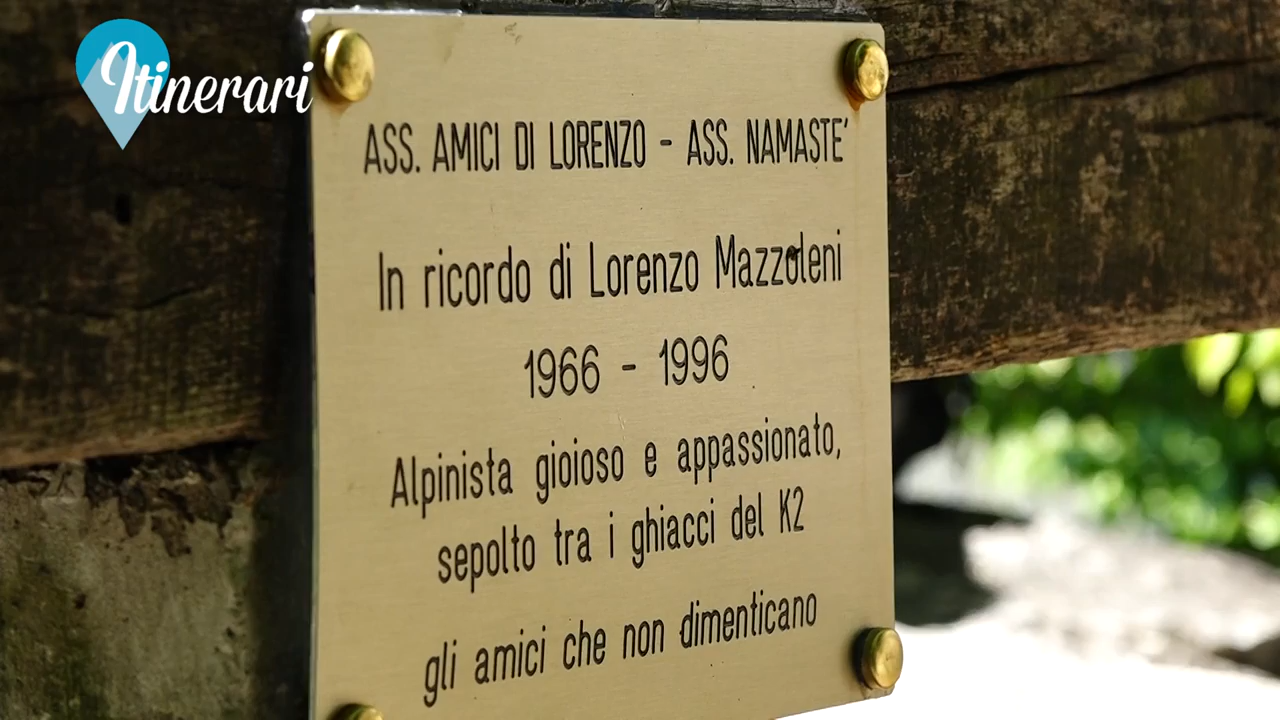 Itinerari
ASS. AMICI DI LORENZO - ASS. NAMASTE'
In ricordo di Lorenzo Mazzoleni
1966 - 1996
Alpinista gioioso e appassionato,
sepolto tra i ghiacci del K2
gli amici che non dimenticano